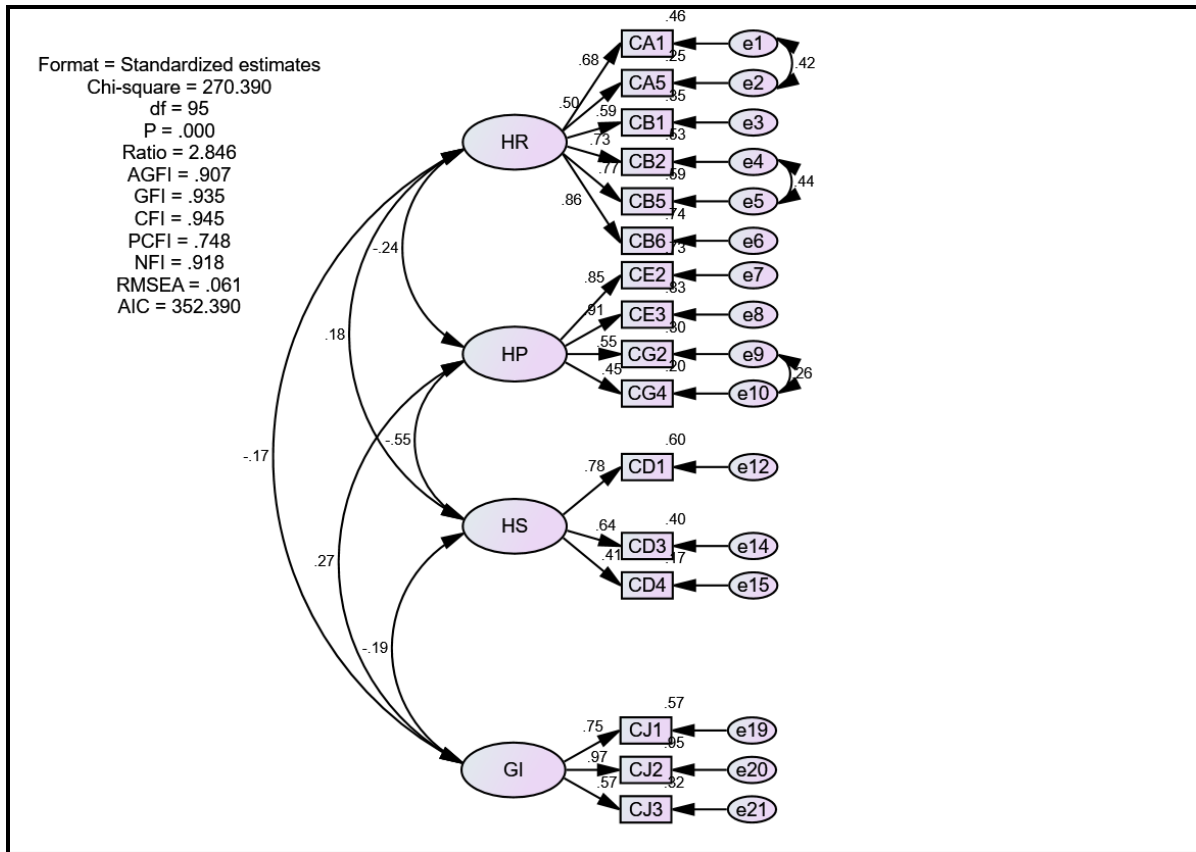 Format = Standardized estimates
Chi-square = 270.390
df = 95
P = .000
Ratio = 2.846
AGFI = .907
GFI = .935
CFI = .945
PCFI = .748
NFI = .918
RMSEA = .061
AIC = 352.390
.46
CA1
e1
.68
.25
.42
CA5
e2
.50
.35
.59
CB1
e3
.53
.73
HR
CB2
e4
.77
.59
.44
CB5
e5
.86
.74
CB6
e6
.73
-.24
CE2
e7
.85
.83
.91
CE3
e8
.30
.18
.55
HP
CG2
e9
.45
.20
.26
CG4
e10
-.55
.60
-.17
.78
CD1
e12
.40
HS
.64
CD3
e14
.41
.17
.27
CD4
e15
-.19
.57
.75
CJ1
e19
.95
.97
GI
CJ2
e20
.57
.32
CJ3
e21